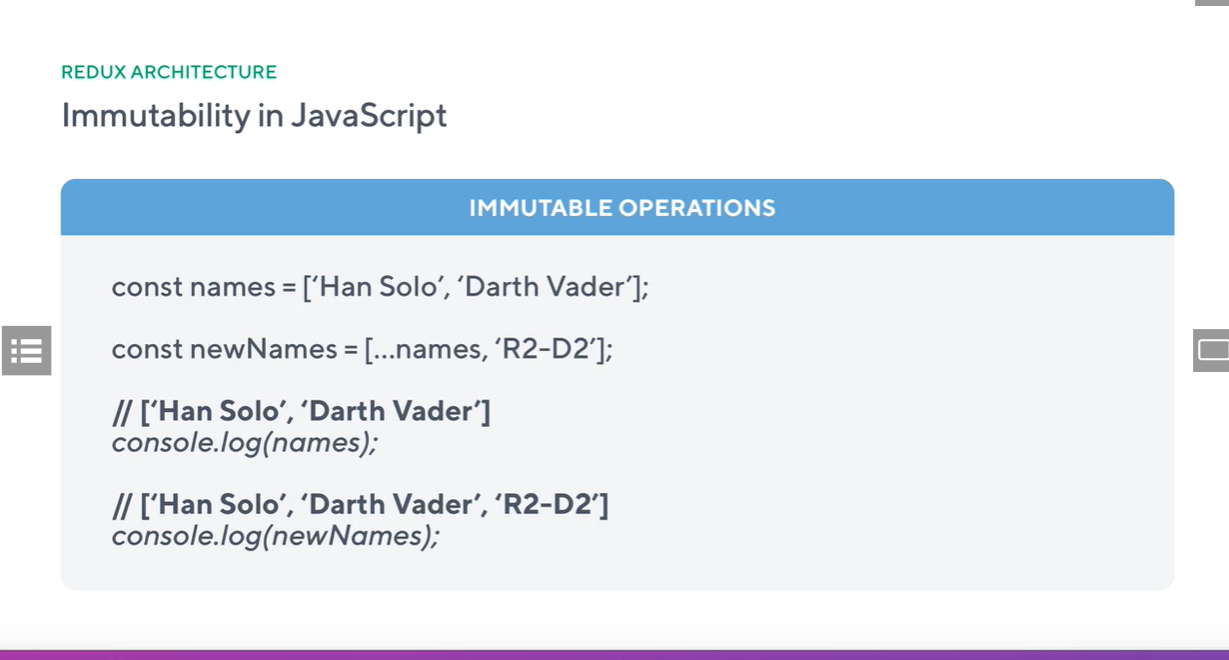 REDUX ARCHITECTURE
Immutability in JavaScript
IMMUTABLE OPERATIONS
const names = [‘Han Solo’, ‘Darth Vader’];
const newNames = [...names, ‘R2-D2’];
// [‘Han Solo’, ‘Darth Vader’]
console.log(names);
// [‘Han Solo’, ‘Darth Vader’, ‘R2-D2’]
console.log(newNames);